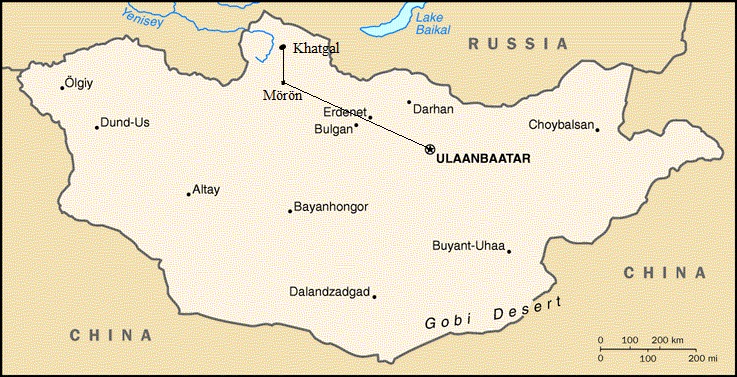 Yenisey
Lake
Baikal
RUSSIA
Khatgal
Ölgiy
Mörön
Erdenet
Darhan
Dund-Us
Bulgan
Choybalsan
ULAANBAATAR
Altay
Bayanhongor
Buyant-Uhaa
CHINA
Dalandzadgad
Gobi Desert
CHINA
0 100 200 km
0 100 200 mi